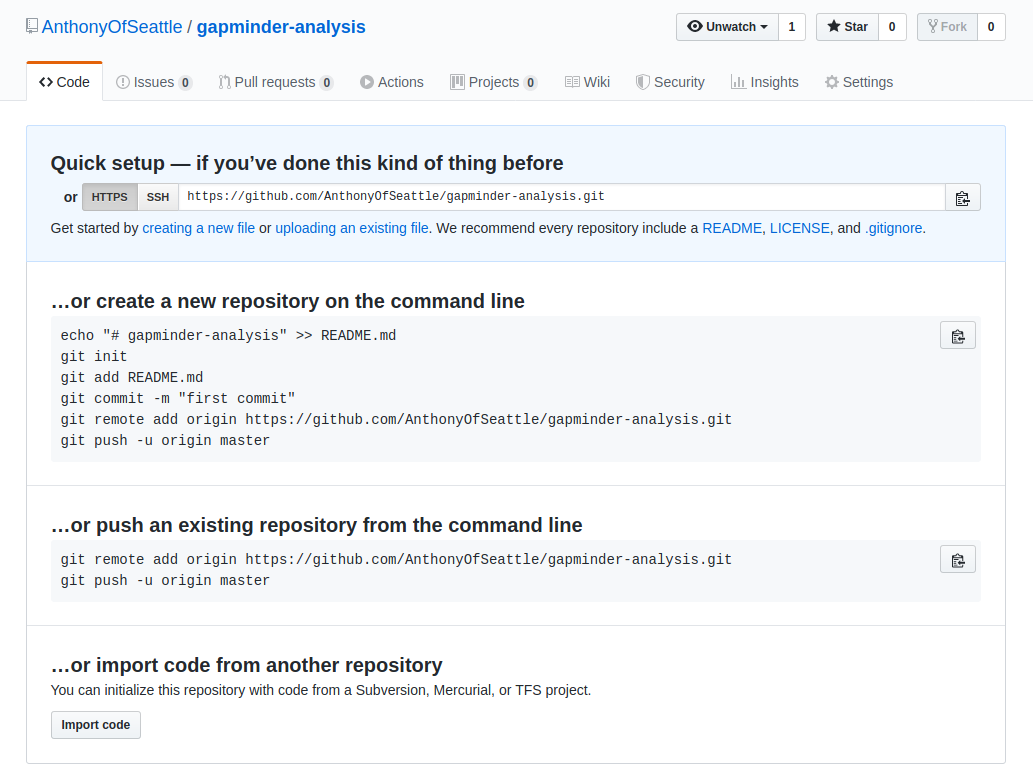 AnthonyOfSeattle / gapminder-analysis
Unwatch 1 Star 0 Fork 0
Code Issues 0 Pull requests 0 Actions Projects 0 Wiki Security Insights Settings
Quick setup — if you’ve done this kind of thing before
or HTTPS SSH https://github.com/AnthonyOfSeattle/gapminder-analysis.git
Get started by creating a new file or uploading an existing file. We recommend every repository include a README, LICENSE, and .gitignore.
…or create a new repository on the command line
echo "# gapminder-analysis" >> README.md
git init
git add README.md
git commit -m "first commit"
git remote add origin https://github.com/AnthonyOfSeattle/gapminder-analysis.git
git push -u origin master
…or push an existing repository from the command line
git remote add origin https://github.com/AnthonyOfSeattle/gapminder-analysis.git
git push -u origin master
…or import code from another repository
You can initialize this repository with code from a Subversion, Mercurial, or TFS project.
Import code